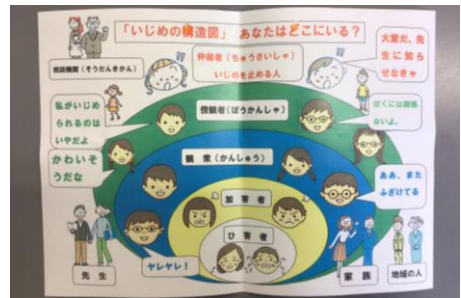 「いじめの構造図」 あなたはどこにいる？
相談機関（そうだんきかん）
仲裁者（ちゅうさいしゃ）
いじめを止める人
大変だ、先
生に知ら
せなきゃ
私がいじめ
られるのは
いやだよ
傍観者（ぼうかんしゃ）
ぼくには関係
ないよ。
かわいそ
うだな
観 衆（かんしゅう）
ああ、また
ふざけてる
加 害 者
ひ 害 者
ヤレヤレ！
先 生
家 族
地域の人